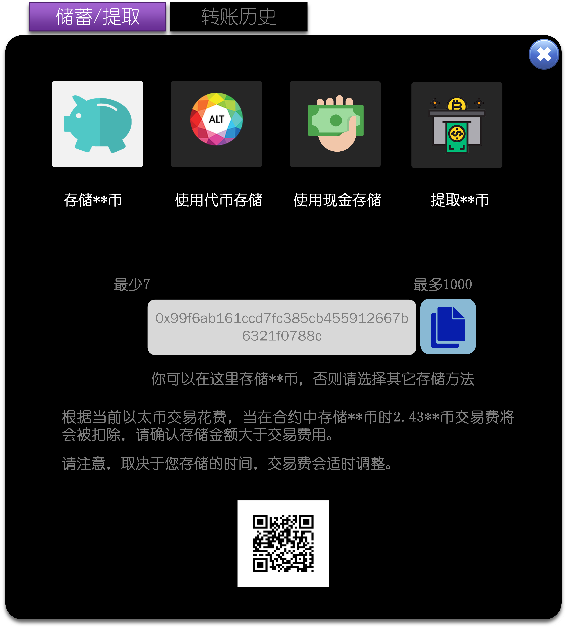 储蓄/提取 转账历史
ALT
存储**币 使用代币存储 使用现金存储 提取**币
最少7 最多1000
0x99f6ab161ccd7fc385cb455912667b
6321f0788c
你可以在这里存储**币，否则请选择其它存储方法
根据当前以太币交易花费，当在合约中存储**币时2.43**币交易费将
会被扣除，请确认存储金额大于交易费用。
请注意，取决于您存储的时间，交易费会适时调整。